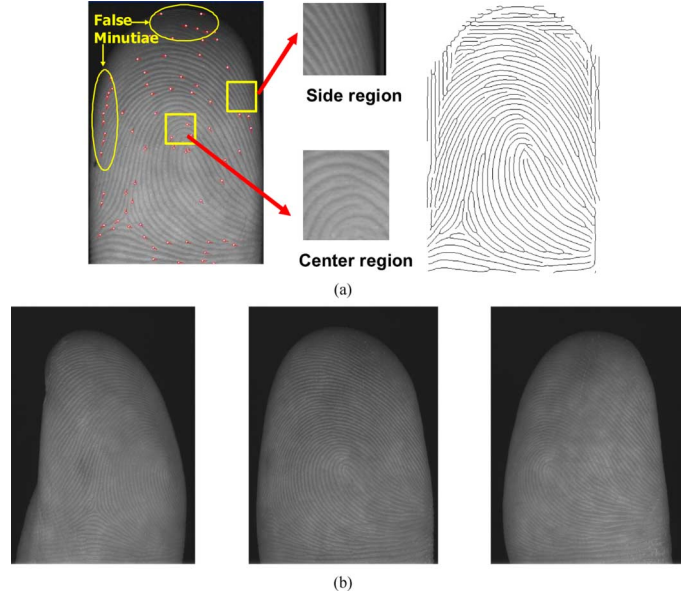 False
Minutiae
Side region
Center region
(a)
(b)